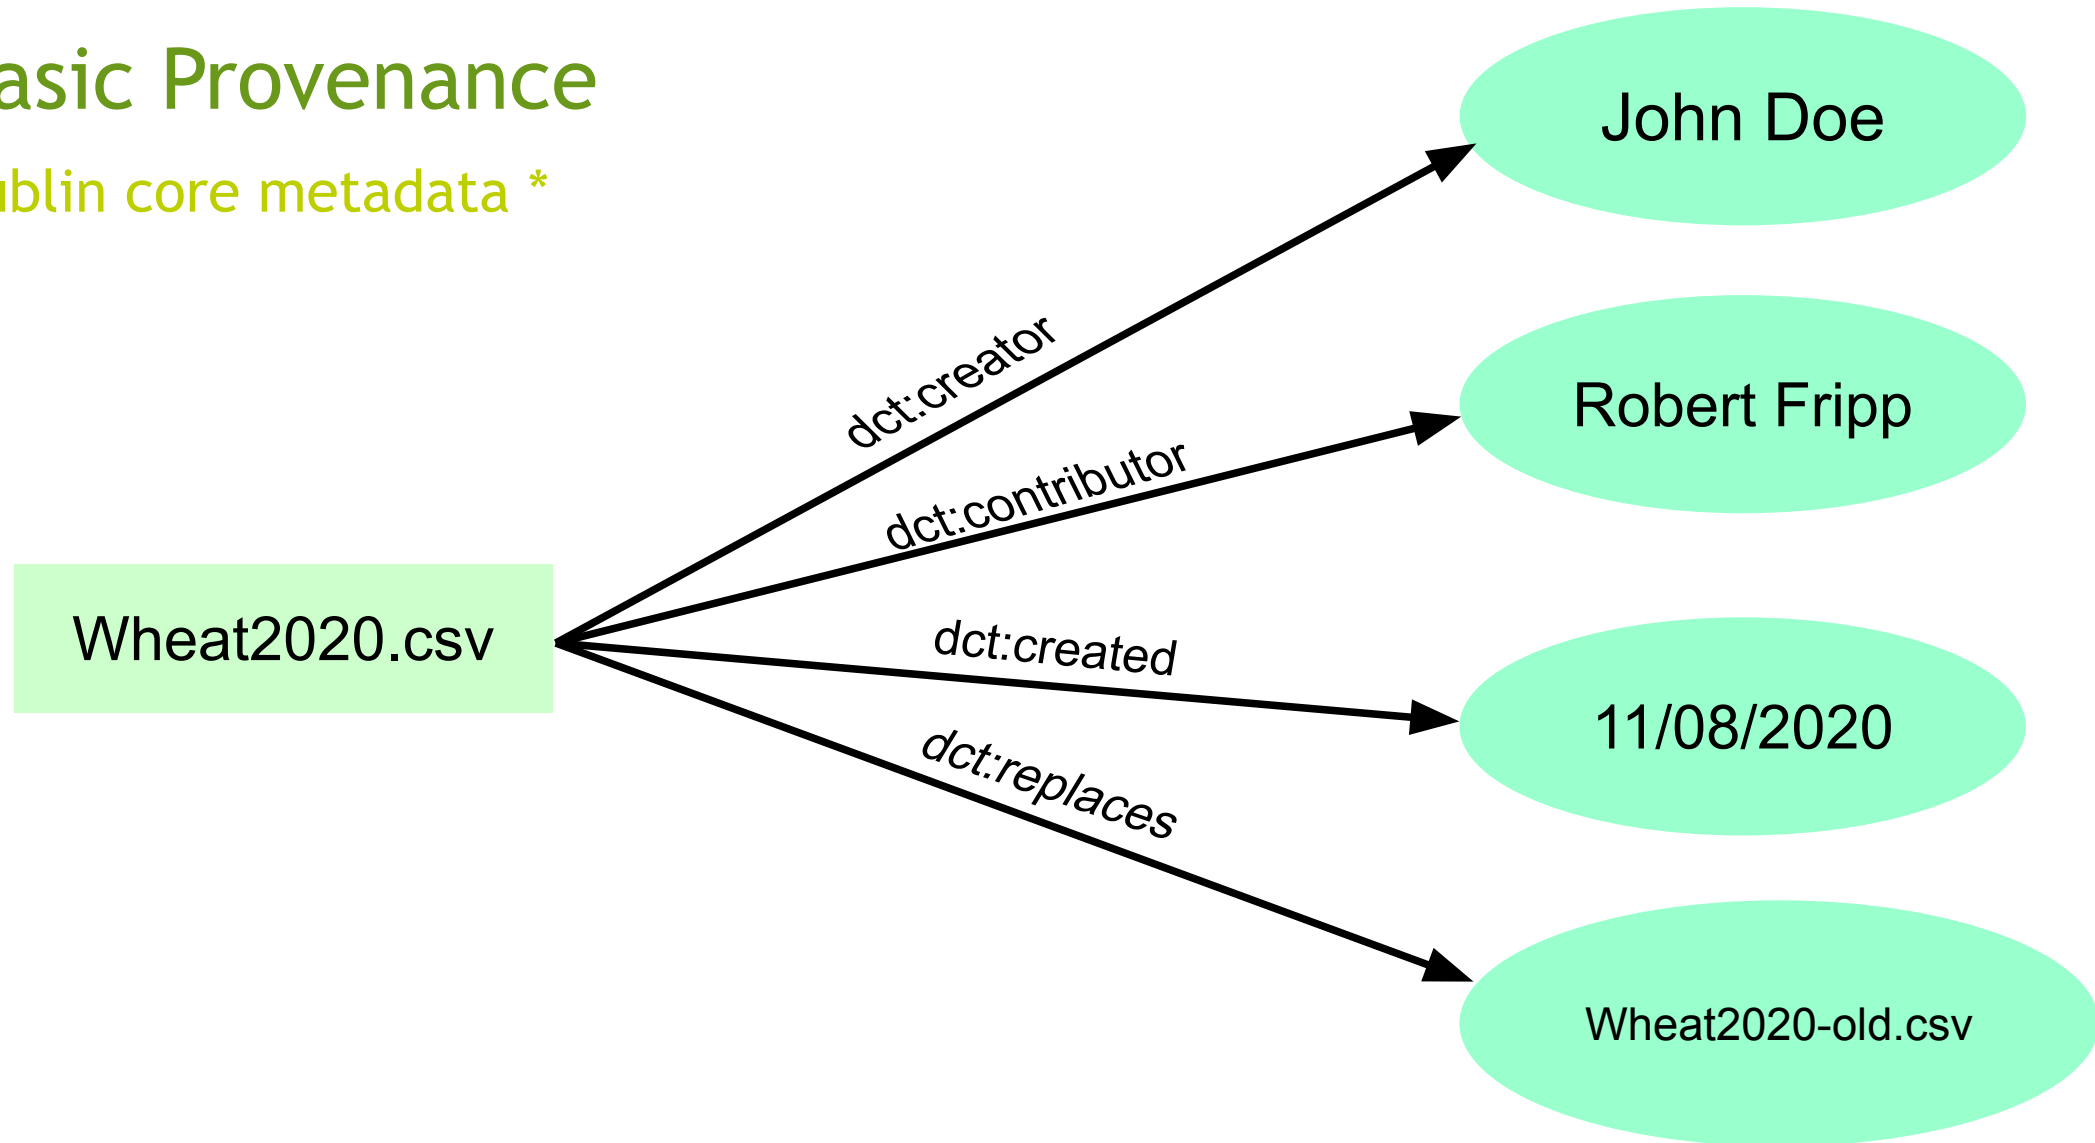 asic Provenance
ublin core metadata *
John Doe
dct:creator
Robert Fripp
dct:contributor
Wheat2020.csv
dct:created
11/08/2020
dct:replaces
Wheat2020-old.csv